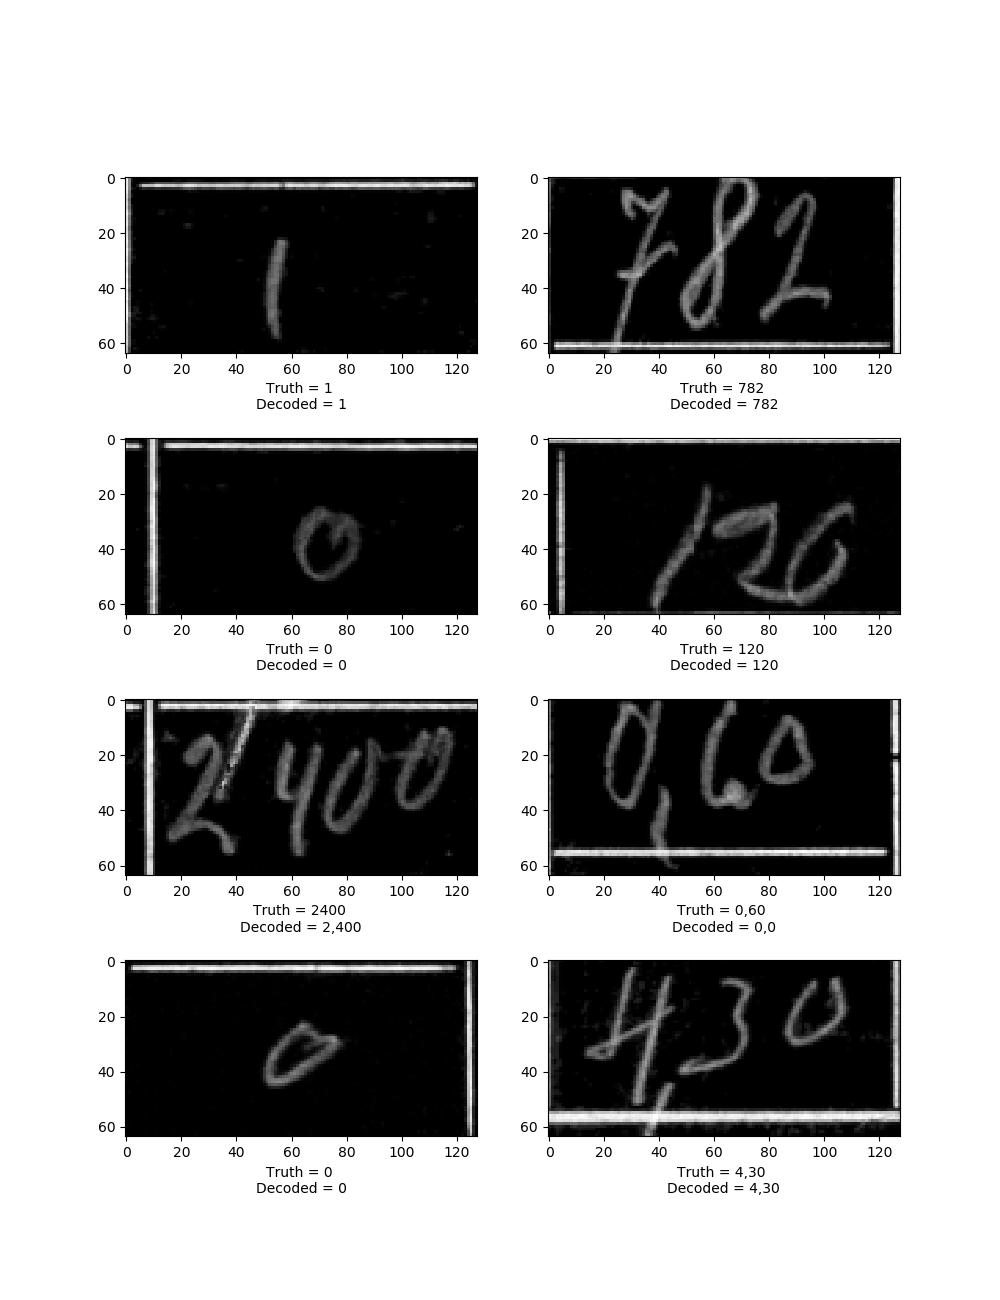 0
20
40
60
1
0 20 40 60 80 100 120
Truth = 1
Decoded = 1
0
20
40
60
782
0 20 40 60 80 100 120
Truth = 782
Decoded = 782
0
20
40
60
0
0 20 40 60 80 100 120
Truth = 0
Decoded = 0
0
20
40
60
120
0 20 40 60 80 100 120
Truth = 120
Decoded = 120
0
20
40
60
2400
0 20 40 60 80 100 120
Truth = 2400
Decoded = 2,400
0
20
40
60
0,60
0 20 40 60 80 100 120
Truth = 0,60
Decoded = 0,0
0
20
40
60
0
0 20 40 60 80 100 120
Truth = 0
Decoded = 0
0
20
40
60
4,30
0 20 40 60 80 100 120
Truth = 4,30
Decoded = 4,30